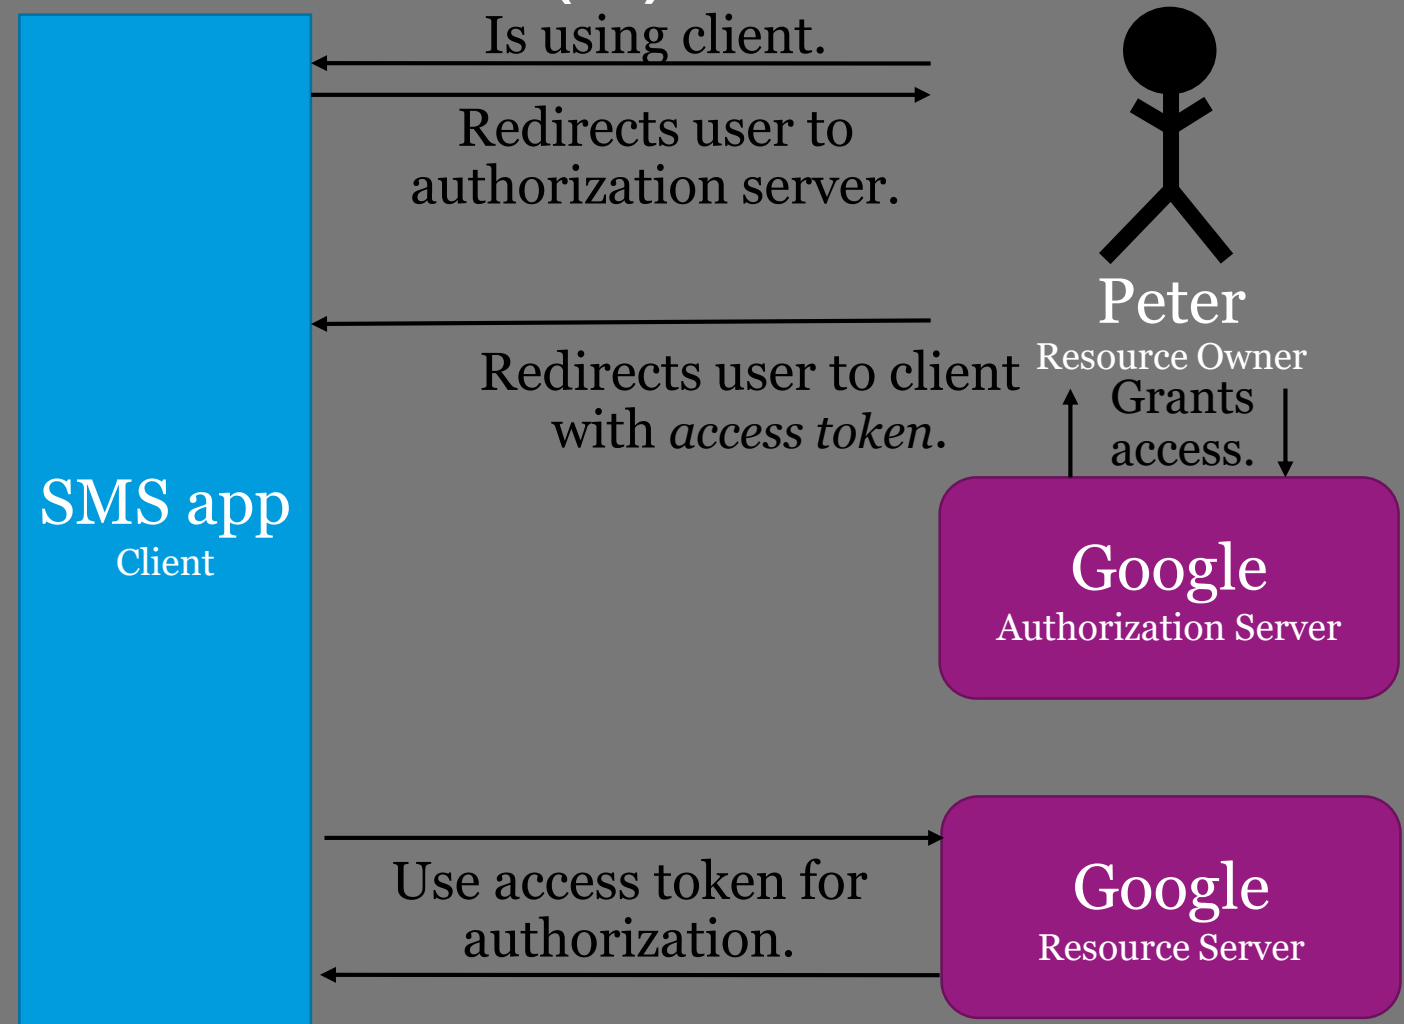 Is using client.
Redirects user to
authorization server.
Peter
Resource Owner
Redirects user to client
with access token.
Grants
access.
SMS app
Client
Google
Authorization Server
Use access token for
authorization.
Google
Resource Server